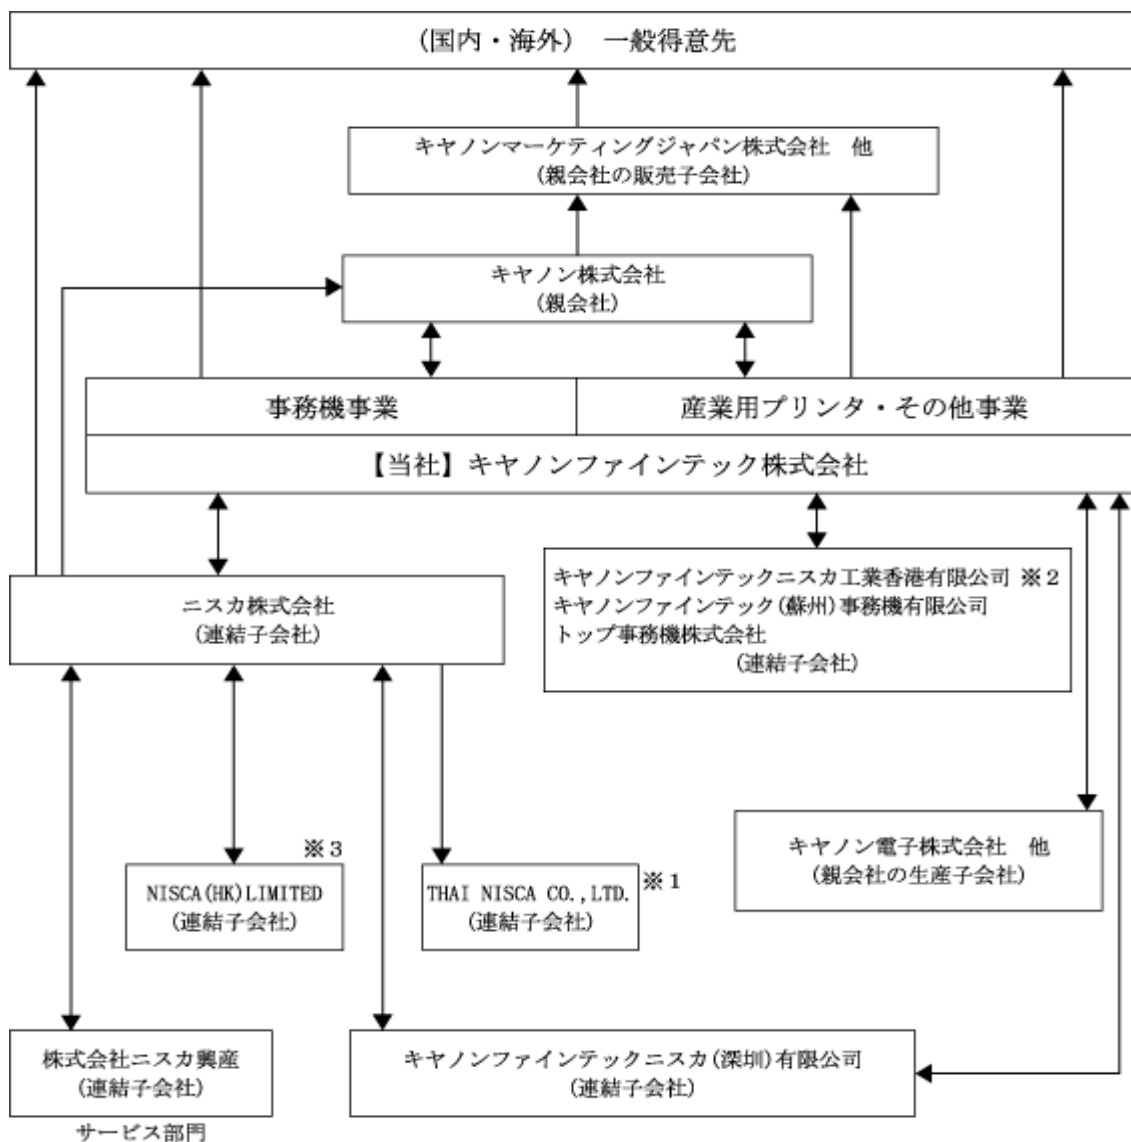 (国内・海外)　一般得意先
キヤノンマーケティングジャパン株式会社　他
(親会社の販売子会社)
キヤノン株式会社
(親会社)
事務機事業
産業用プリンタ・その他事業
【当社】キヤノンファインテック株式会社
ニスカ株式会社
(連結子会社)
キヤノンファインテックニスカ工業香港有限公司 ※2
キヤノンファインテック(蘇州)事務機有限公司
トップ事務機株式会社
(連結子会社)
キヤノン電子株式会社　他
(親会社の生産子会社)
※3
NISCA(HK)LIMITED
(連結子会社)
※1
THAI NISCA CO.,LTD.
(連結子会社)
株式会社ニスカ興産
(連結子会社)
サービス部門
キヤノンファインテックニスカ(深圳)有限公司
(連結子会社)